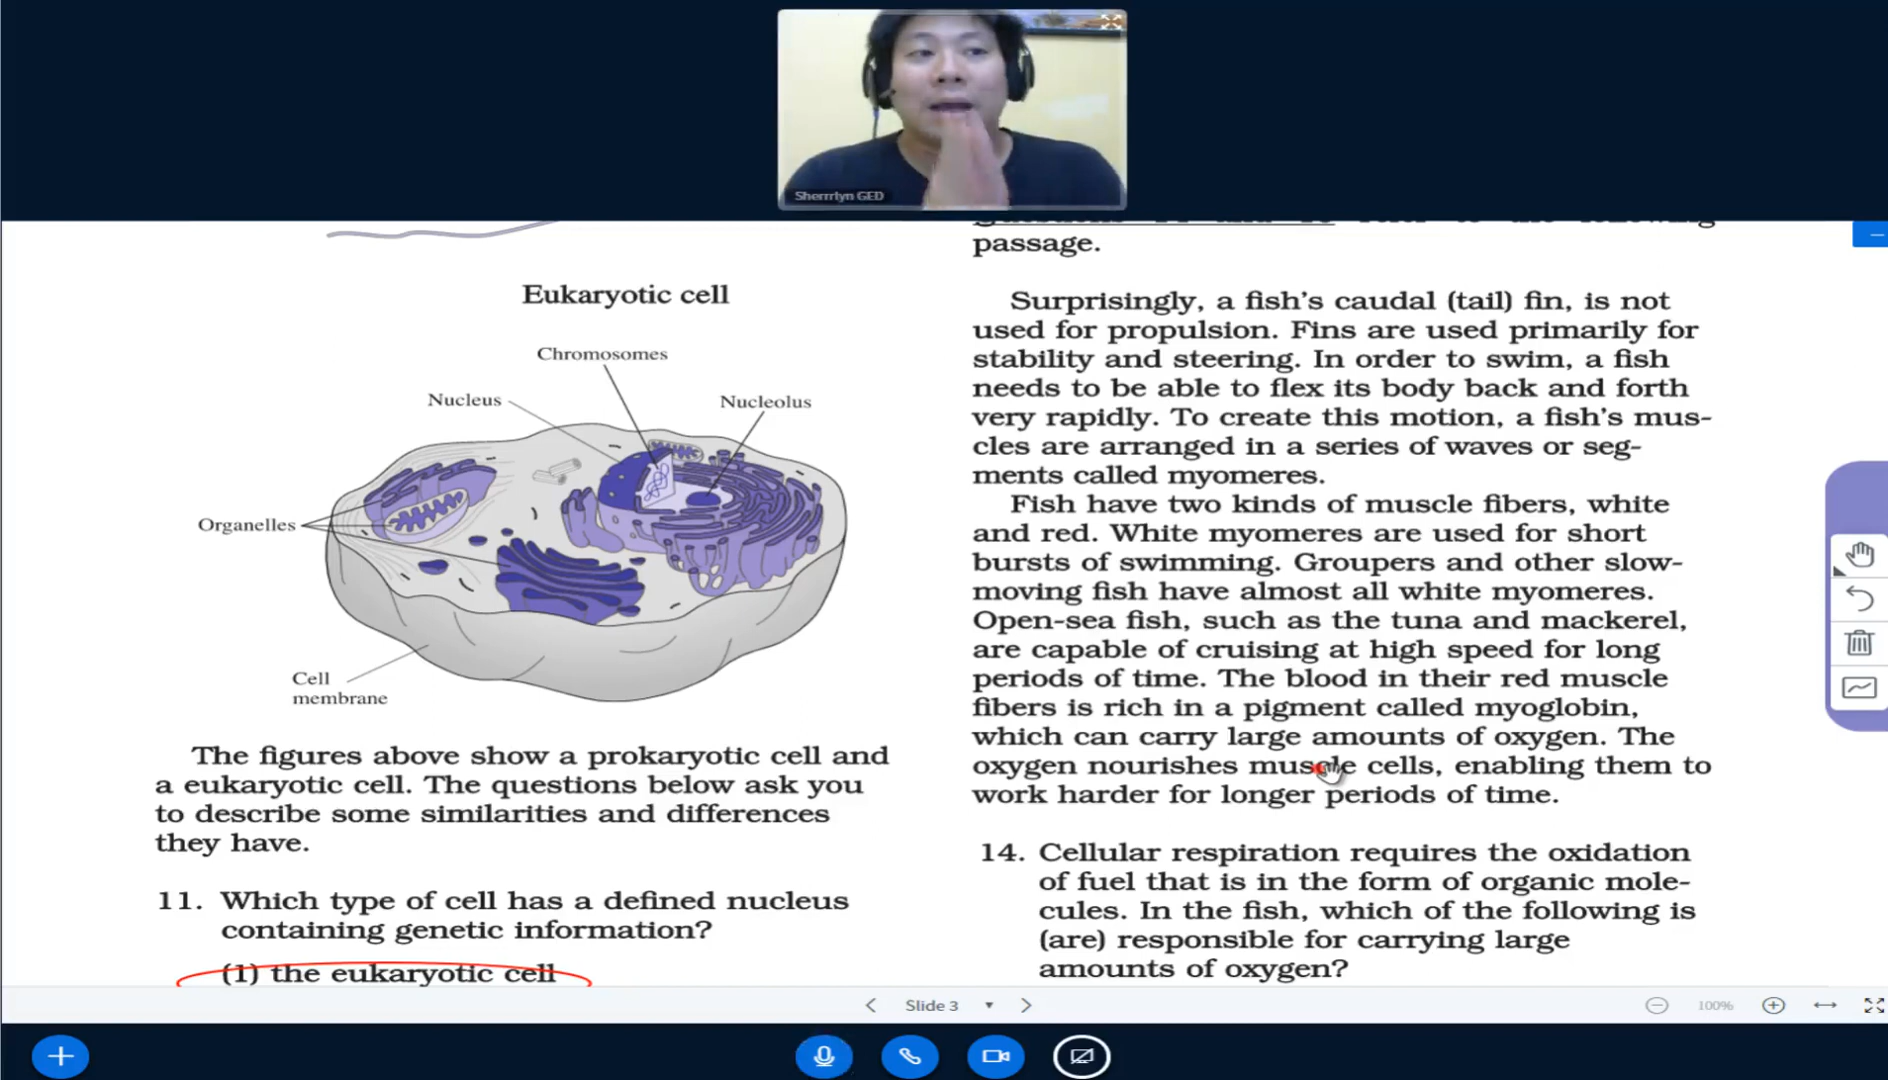 Sherrrlyn GED
Eukaryotic cell
Chromosomes
Nucleus
Nucleolus
Organelles
Cell
membrane
The figures above show a prokaryotic cell and
a eukaryotic cell. The questions below ask you
to describe some similarities and differences
they have.
11. Which type of cell has a defined nucleus
containing genetic information?
(1) the eukaryotic cell
passage.
Surprisingly, a fish's caudal (tail) fin, is not
used for propulsion. Fins are used primarily for
stability and steering. In order to swim, a fish
needs to be able to flex its body back and forth
very rapidly. To create this motion, a fish's mus-
cles are arranged in a series of waves or seg-
ments called myomeres.
Fish have two kinds of muscle fibers, white
and red. White myomeres are used for short
bursts of swimming. Groupers and other slow-
moving fish have almost all white myomeres.
Open-sea fish, such as the tuna and mackerel,
are capable of cruising at high speed for long
periods of time. The blood in their red muscle
fibers is rich in a pigment called myoglobin,
which can carry large amounts of oxygen. The
oxygen nourishes muscle cells, enabling them to
work harder for longer periods of time.
14. Cellular respiration requires the oxidation
of fuel that is in the form of organic mole-
cules. In the fish, which of the following is
(are) responsible for carrying large
amounts of oxygen?
Slide 3
100%